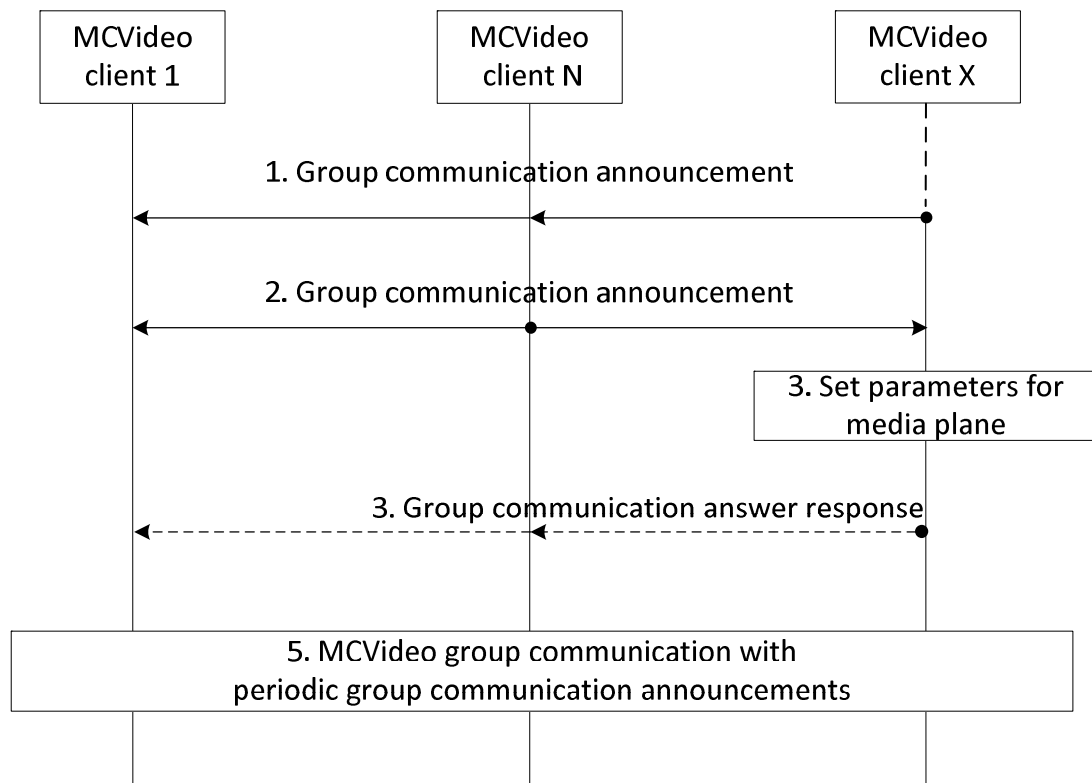 MCVideo
client 1
MCVideo
client N
MCVideo
client X
1. Group communication announcement
2. Group communication announcement
3. Set parameters for
media plane
3. Group communication answer response
5. MCVideo group communication with
periodic group communication announcements